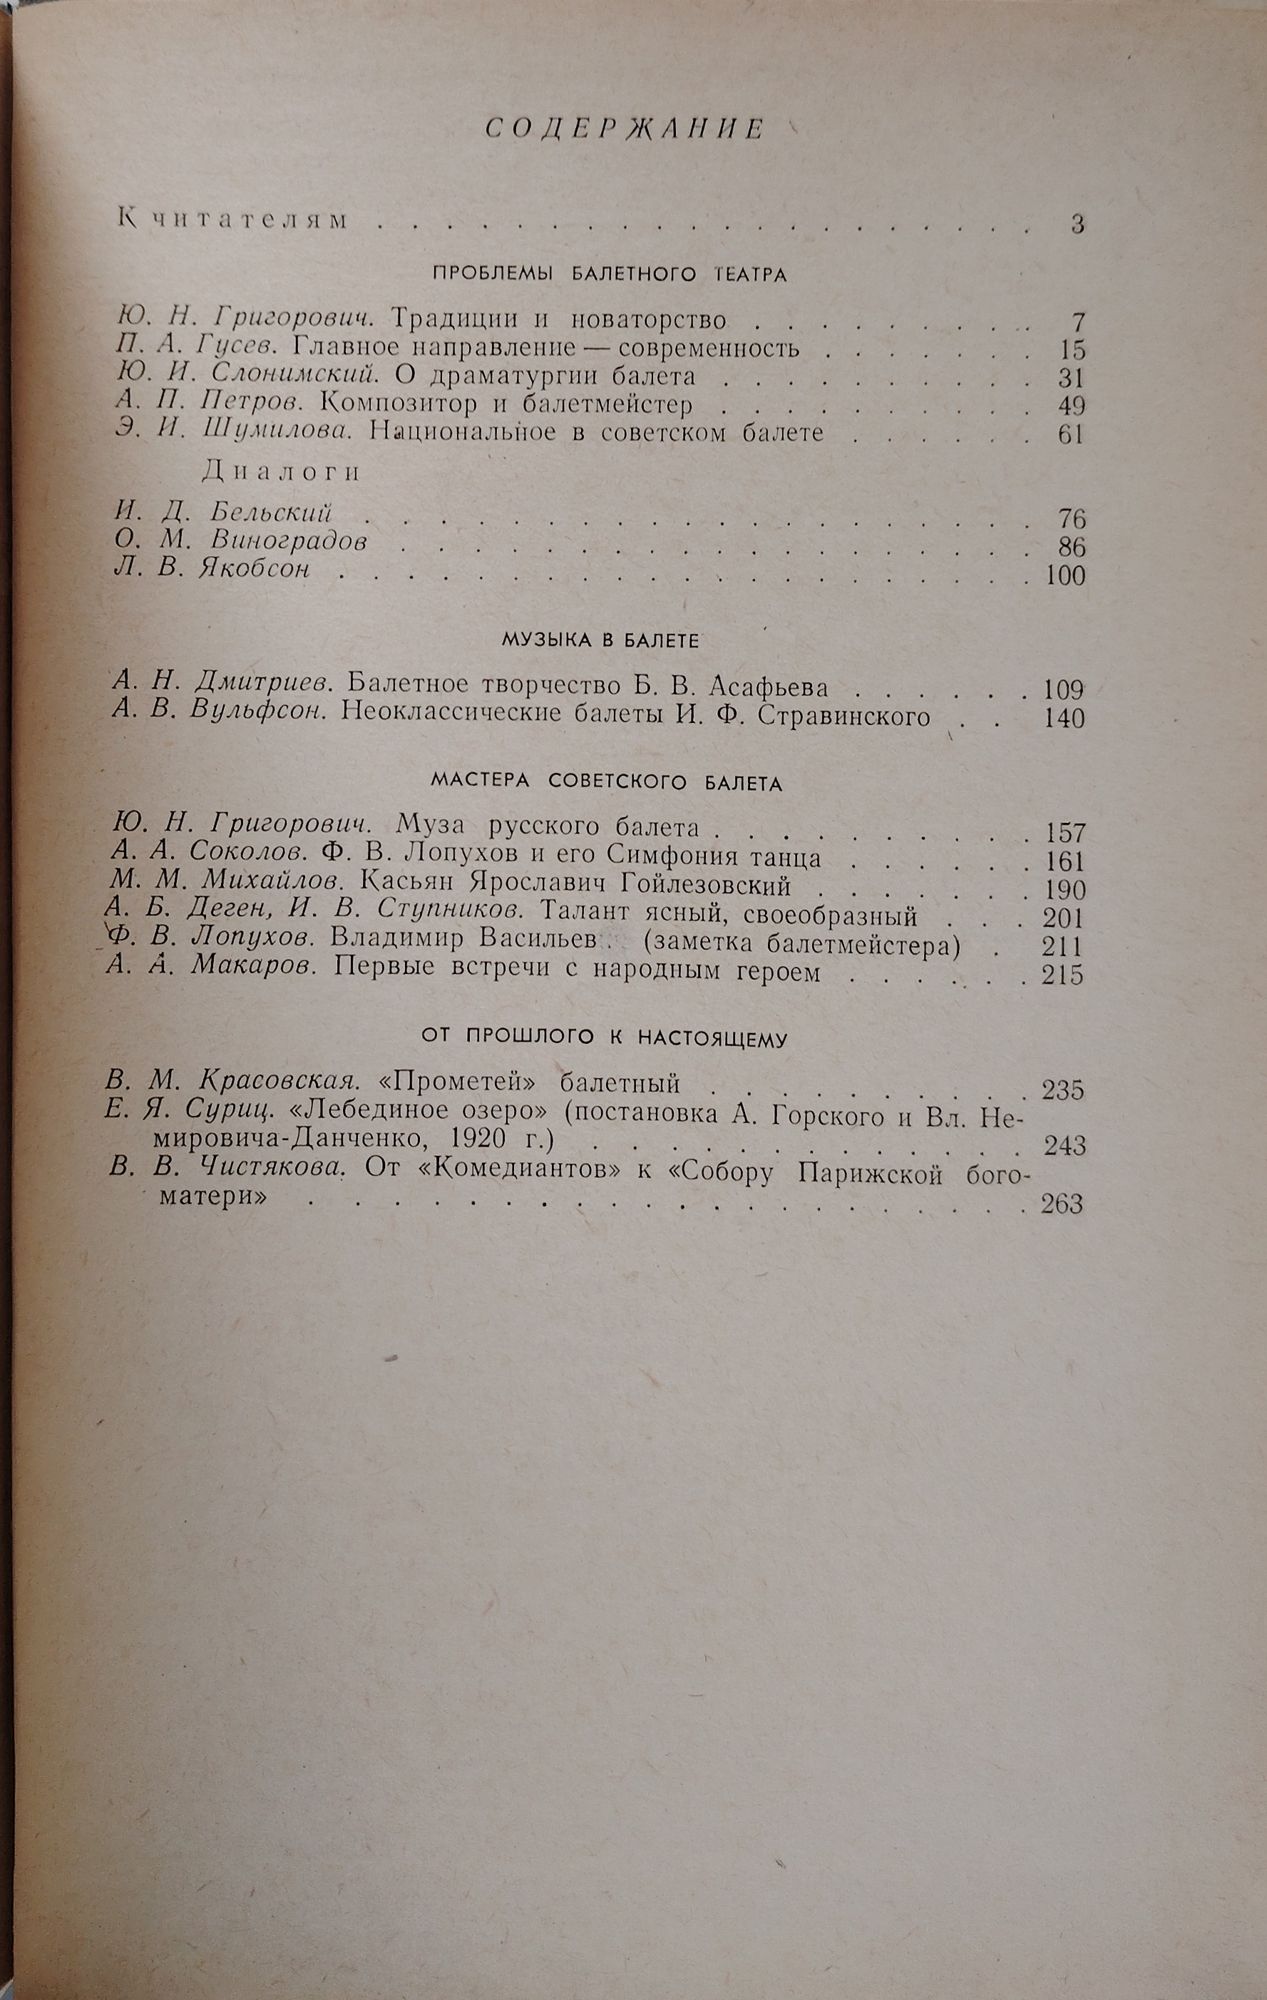 СОДЕРЖАНИЕ
К читателям . . . . . . . . . . . . . . . . . . . . 3
ПРОБЛЕМЫ БАЛЕТНОГО ТЕАТРА
Ю. Н. Григорович. Традиции и новаторство . . . . . . . . . 7
П. А. Гусев. Главное направление — современность . . . . . . . 15
Ю. И. Слонимский. О драматургии балета . . . . . . . . . . 31
А. П. Петров. Композитор и балетмейстер . . . . . . . . . . 49
Э. И. Шумилова. Национальное в советском балете . . . . . . 61
Диалоги
И. Д. Бельский . . . . . . . . . . . . . . . . . . . . 76
О. М. Виноградов . . . . . . . . . . . . . . . . . . . 86
Л. В. Якобсон . . . . . . . . . . . . . . . . . . . . 100
МУЗЫКА В БАЛЕТЕ
А. Н. Дмитриев. Балетное творчество Б. В. Асафьева . . . . . . 109
А. В. Вульфсон. Неоклассические балеты И. Ф. Стравинского . . 140
МАСТЕРА СОВЕТСКОГО БАЛЕТА
Ю. Н. Григорович. Муза русского балета . . . . . . . . . . 157
А. А. Соколов. Ф. В. Лопухов и его Симфония танца . . . . . . 161
М. М. Михайлов. Касьян Ярославич Гойлезовский . . . . . . . 190
А. Б. Деген, И. В. Ступников. Талант ясный, своеобразный . . . 201
Ф. В. Лопухов. Владимир Васильев . (заметка балетмейстера) . 211
А. А. Макаров. Первые встречи с народным героем . . . . . . 215
ОТ ПРОШЛОГО К НАСТОЯЩЕМУ
В. М. Красовская. «Прометей» балетный . . . . . . . . . . 235
Е. Я. Суриц. «Лебединое озеро» (постановка А. Горского и Вл. Не-
мировича-Данченко, 1920 г.) . . . . . . . . . . . . . 243
В. В. Чистякова. От «Комедиантов» к «Собору Парижской бого-
матери» . . . . . . . . . . . . . . . . . . . . . 263